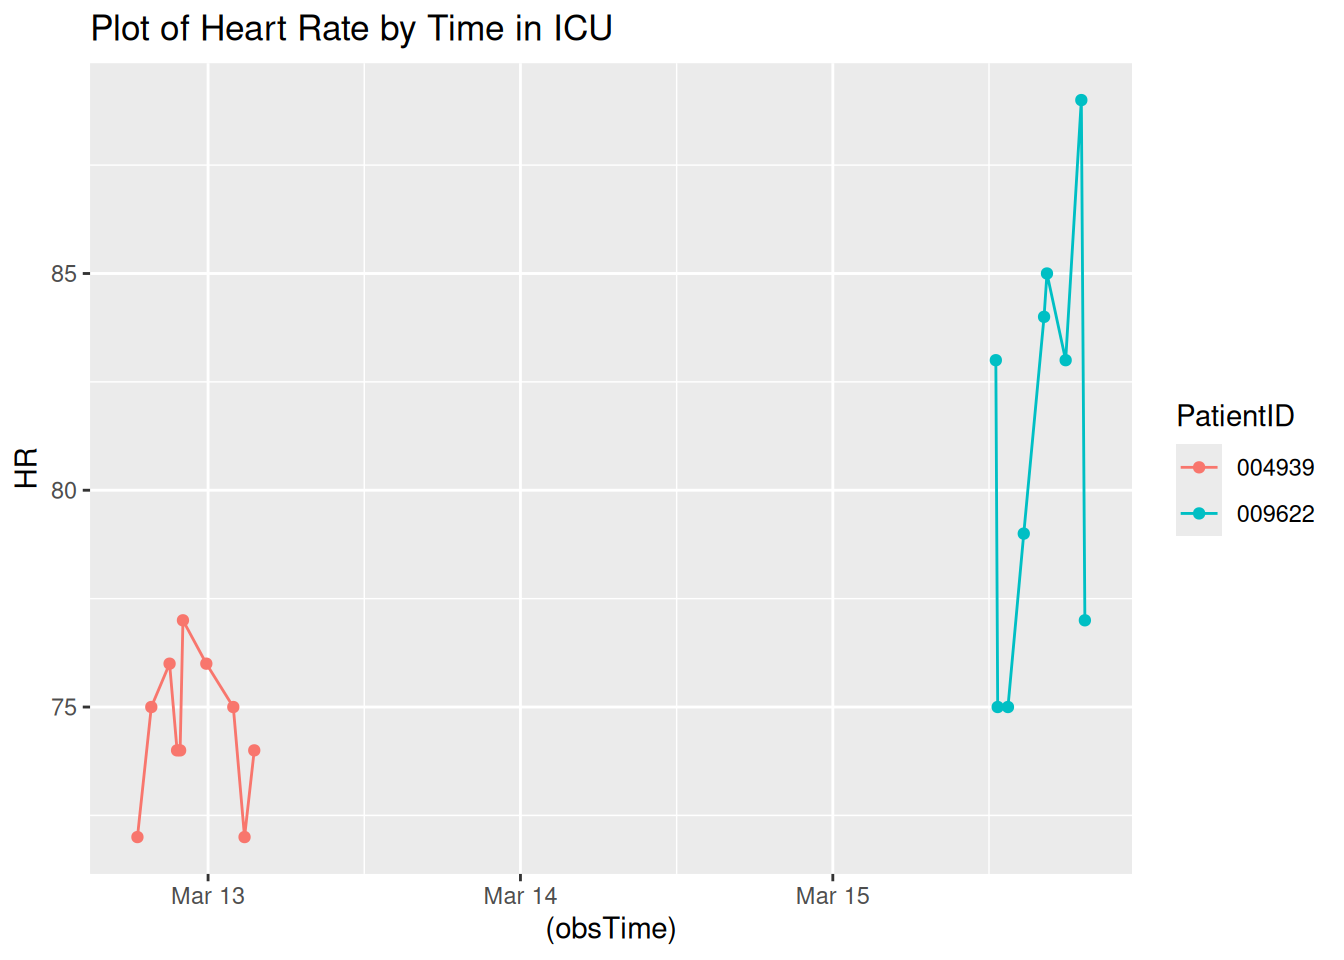 Plot of Heart Rate by Time in ICU
HR
85
80
75
Mar 13
Mar 14
Mar 15
(obsTime)
PatientID
004939
009622